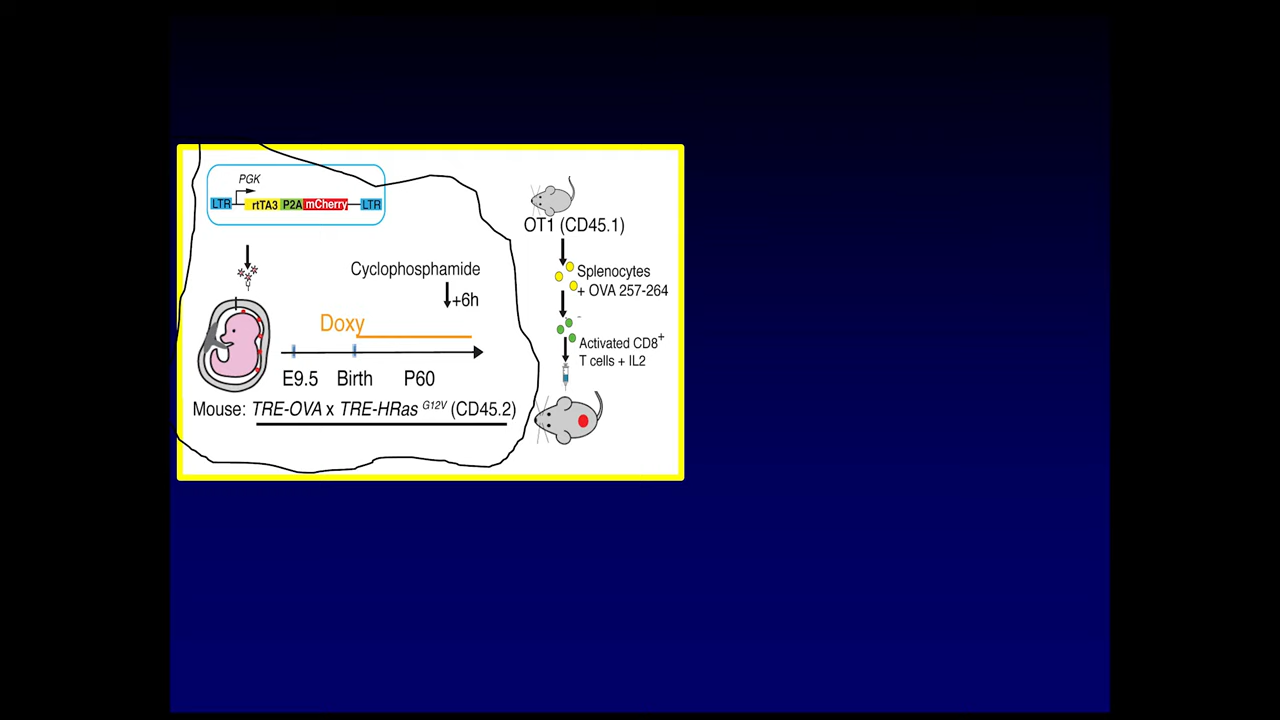 PGK
LTR rtTA3 P2A mCherry LTR
Cyclophosphamide
+6h
Doxy
E9.5 Birth P60
Mouse: TRE-OVA x TRE-HRas G12V (CD45.2)
OT1 (CD45.1)
Splenocytes
+ OVA 257-264
Activated CD8+
T cells + IL2